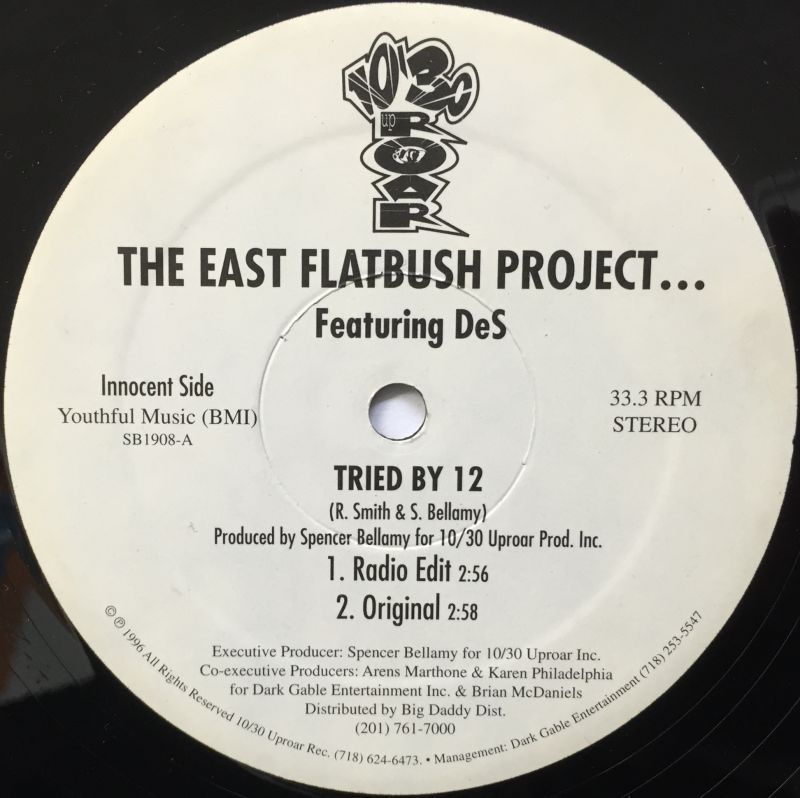 10/30
up ROAR
THE EAST FLATBUSH PROJECT...
Featuring DeS
Innocent Side
Youthful Music (BMI)
SB1908-A
33.3 RPM
STEREO
TRIED BY 12
(R. Smith & S. Bellamy)
Produced by Spencer Bellamy for 10/30 Uproar Prod. Inc.
1. Radio Edit 2:56
2. Original 2:58
Executive Producer: Spencer Bellamy for 10/30 Uproar Inc.
Co-executive Producers: Arens Marthone & Karen Philadelphia
for Dark Gable Entertainment Inc. & Brian McDaniels
Distributed by Big Daddy Dist.
(201) 761-7000
© ℗ 1996 All Rights Reserved 10/30 Uproar Rec. (718) 624-6473. • Management: Dark Gable Entertainment (718) 253-5547